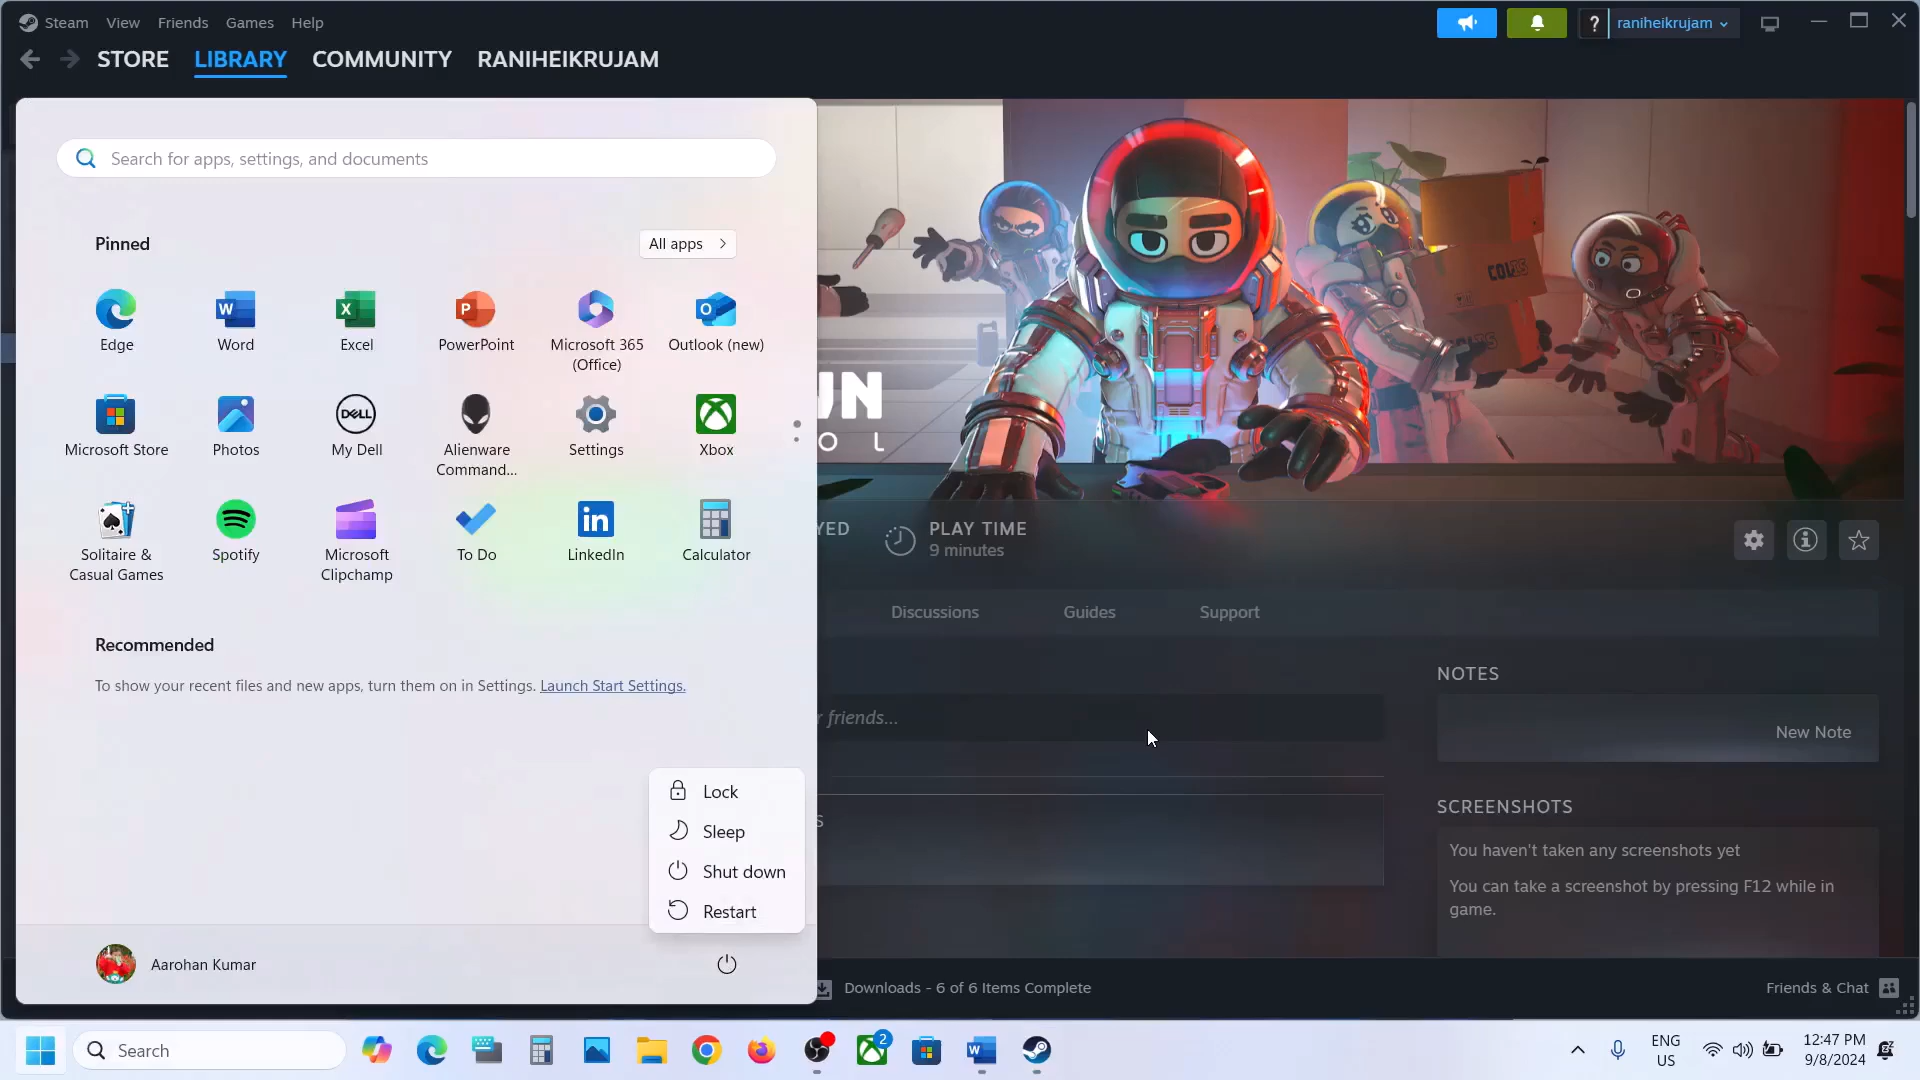 Steam View Friends Games Help
? raniheikrujam
STORE LIBRARY COMMUNITY RANIHEIKRUJAM
Search for apps, settings, and documents
Pinned
All apps
Edge
Word
Excel
PowerPoint
Microsoft 365
(Office)
Outlook (new)
Microsoft Store
Photos
DELL
My Dell
Alienware
Command...
Settings
Xbox
Solitaire &
Casual Games
Spotify
Microsoft
Clipchamp
To Do
LinkedIn
Calculator
Recommended
To show your recent files and new apps, turn them on in Settings. Launch Start Settings.
Lock
Sleep
Shut down
Restart
Aarohan Kumar
WN
O L
YED
PLAY TIME
9 minutes
Discussions Guides Support
r friends...
S
NOTES
New Note
SCREENSHOTS
You haven't taken any screenshots yet
You can take a screenshot by pressing F12 while in
game.
Downloads - 6 of 6 Items Complete
Friends & Chat
Search
2
ENG
US
12:47 PM
9/8/2024